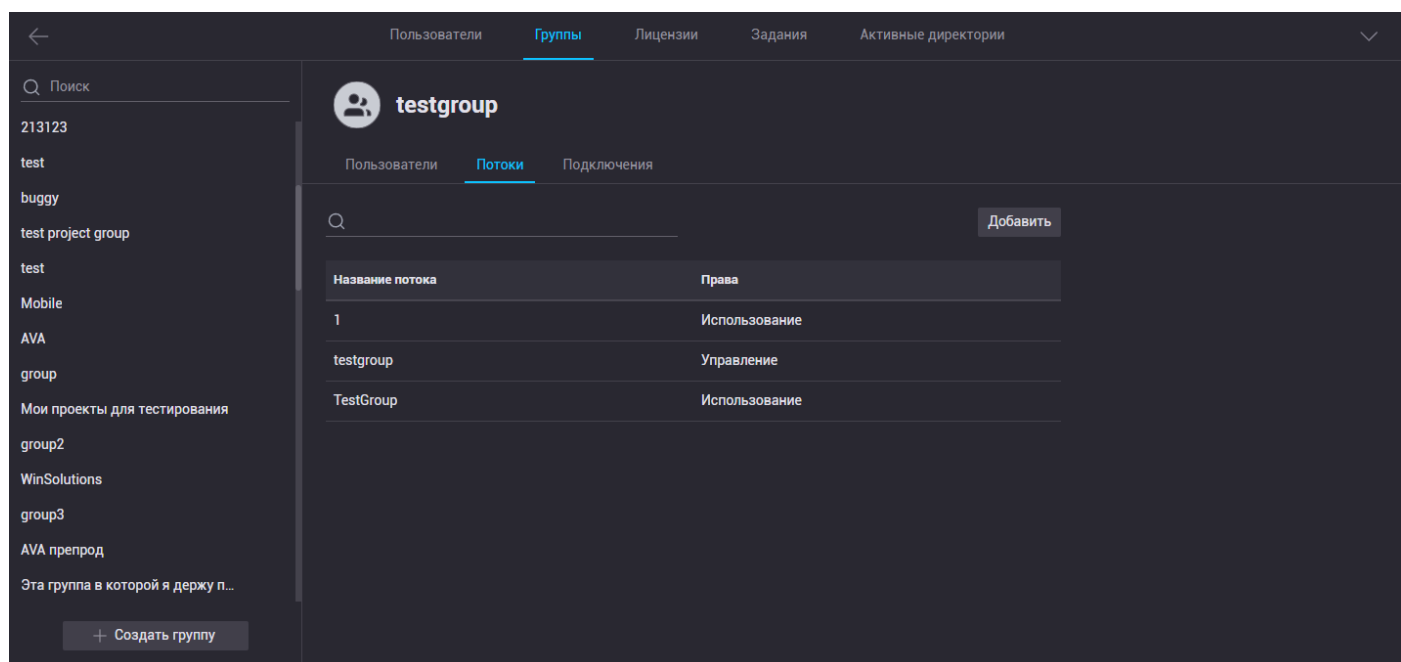 Пользователи Группы Лицензии Задания Активные директории
Поиск
213123
test
buggy
test project group
test
Mobile
AVA
group
Мои проекты для тестирования
group2
WinSolutions
group3
AVA препрод
Эта группа в которой я держу п...
Создать группу
testgroup
Пользователи Потоки Подключения
Добавить
Название потока Права
1 Использование
testgroup Управление
TestGroup Использование